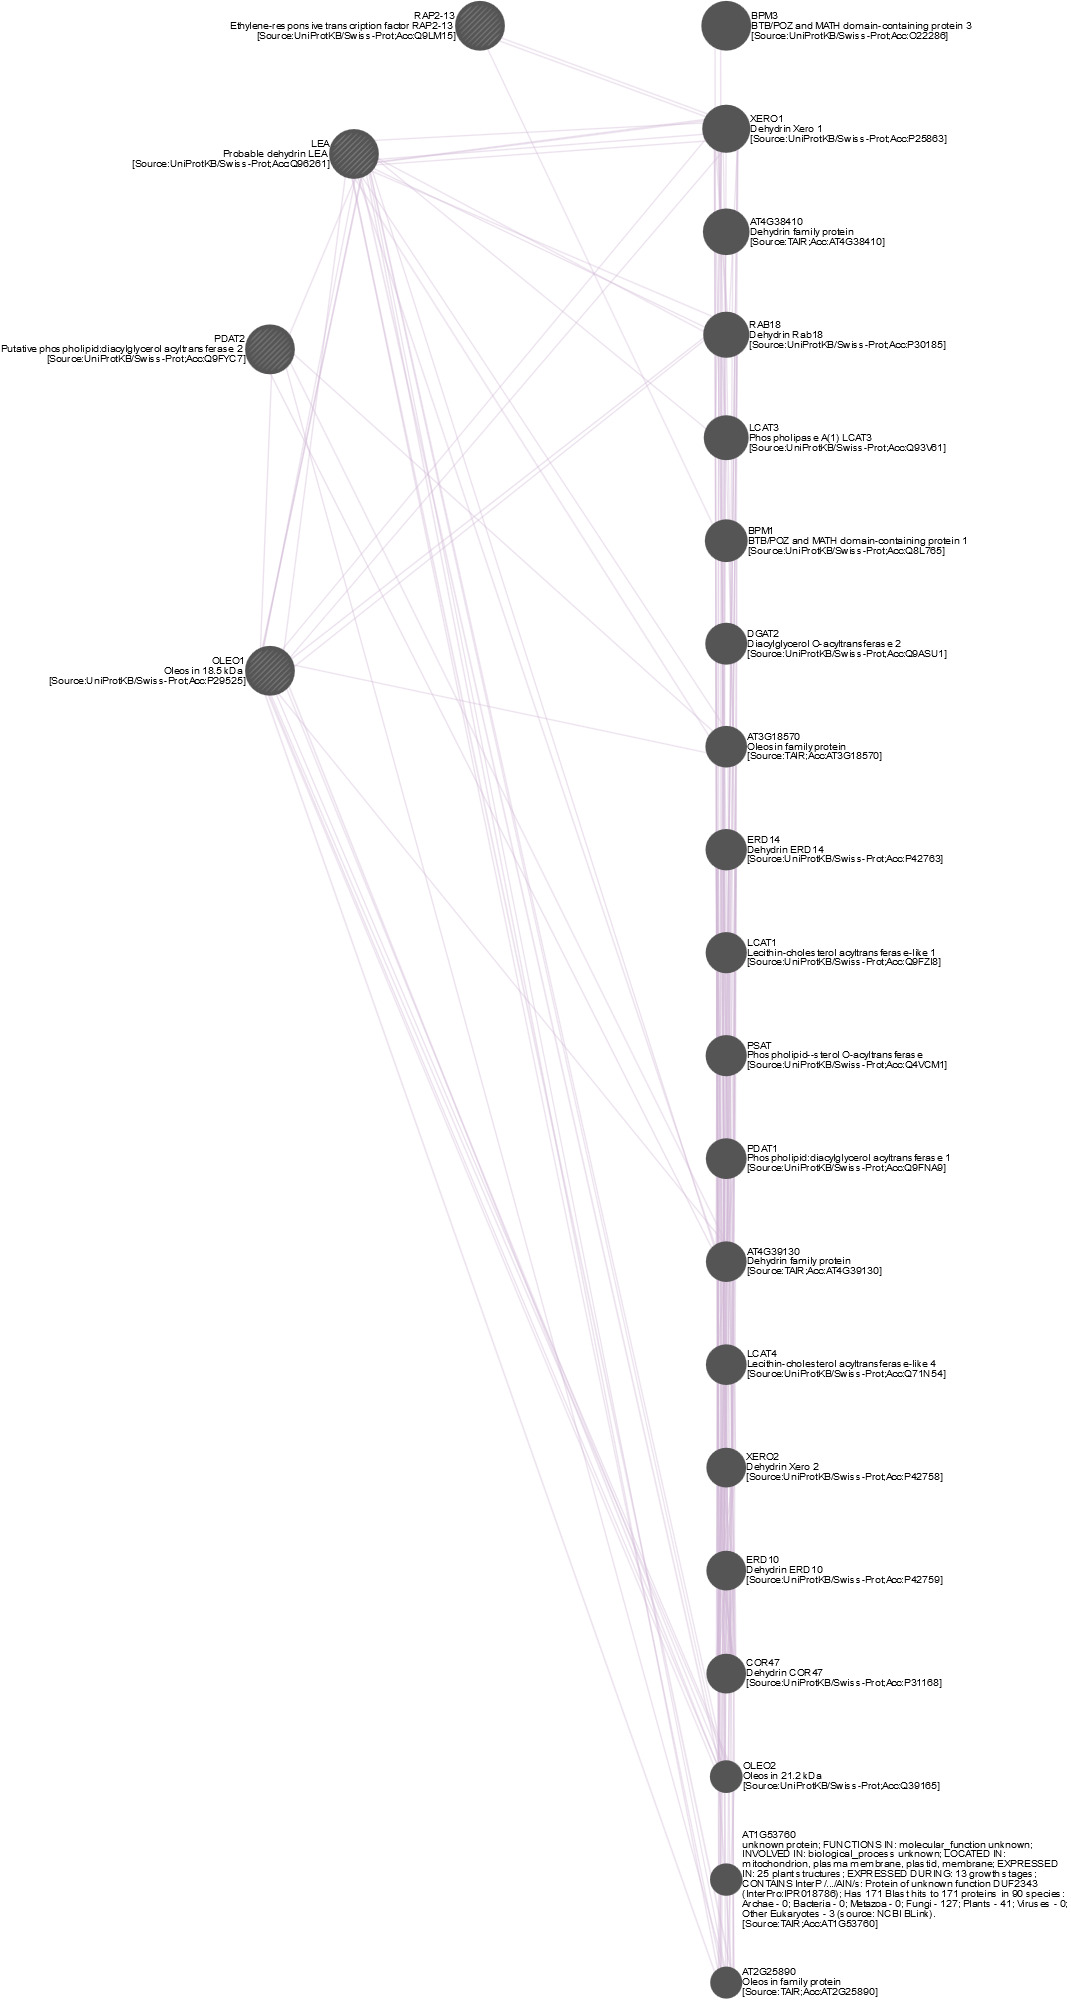 RAP2-13
Ethylene-responsive transcription factor RAP2-13
[Source:UniProtKB/Swiss-Prot;Acc:Q9LM15]
BPM3
BTB/POZ and MATH domain-containing protein 3
[Source:UniProtKB/Swiss-Prot;Acc:O22286]
LEA
Probable dehydrin LEA
[Source:UniProtKB/Swiss-Prot;Acc:Q96261]
XERO1
Dehydrin Xero 1
[Source:UniProtKB/Swiss-Prot;Acc:P25863]
AT4G38410
Dehydrin family protein
[Source:TAIR;Acc:AT4G38410]
PDAT2
Putative phospholipid:diacylglycerol acyltransferase 2
[Source:UniProtKB/Swiss-Prot;Acc:Q9FYC7]
RAB18
Dehydrin Rab18
[Source:UniProtKB/Swiss-Prot;Acc:P30185]
LCAT3
Phospholipase A(1) LCAT3
[Source:UniProtKB/Swiss-Prot;Acc:Q93V61]
BPM1
BTB/POZ and MATH domain-containing protein 1
[Source:UniProtKB/Swiss-Prot;Acc:Q8L765]
OLEO1
Oleosin 18.5 kDa
[Source:UniProtKB/Swiss-Prot;Acc:P29525]
DGAT2
Diacylglycerol O-acyltransferase 2
[Source:UniProtKB/Swiss-Prot;Acc:Q9ASU1]
AT3G18570
Oleosin family protein
[Source:TAIR;Acc:AT3G18570]
ERD14
Dehydrin ERD14
[Source:UniProtKB/Swiss-Prot;Acc:P42763]
LCAT1
Lecithin-cholesterol acyltransferase-like 1
[Source:UniProtKB/Swiss-Prot;Acc:Q9FZI8]
PSAT
Phospholipid--sterol O-acyltransferase
[Source:UniProtKB/Swiss-Prot;Acc:Q4VCM1]
PDAT1
Phospholipid:diacylglycerol acyltransferase 1
[Source:UniProtKB/Swiss-Prot;Acc:Q9FNA9]
AT4G39130
Dehydrin family protein
[Source:TAIR;Acc:AT4G39130]
LCAT4
Lecithin-cholesterol acyltransferase-like 4
[Source:UniProtKB/Swiss-Prot;Acc:Q71N54]
XERO2
Dehydrin Xero 2
[Source:UniProtKB/Swiss-Prot;Acc:P42758]
ERD10
Dehydrin ERD10
[Source:UniProtKB/Swiss-Prot;Acc:P42759]
COR47
Dehydrin COR47
[Source:UniProtKB/Swiss-Prot;Acc:P31168]
OLEO2
Oleosin 21.2 kDa
[Source:UniProtKB/Swiss-Prot;Acc:Q39165]
AT1G53760
unknown protein; FUNCTIONS IN: molecular_function unknown;
INVOLVED IN: biological_process unknown; LOCATED IN:
mitochondrion, plasma membrane, plastid, membrane; EXPRESSED
IN: 25 plant structures; EXPRESSED DURING: 13 growth stages;
CONTAINS InterP /.../AIN/s: Protein of unknown function DUF2343
(InterPro:IPR018786); Has 171 Blast hits to 171 proteins in 90 species:
Archae - 0; Bacteria - 0; Metazoa - 0; Fungi - 127; Plants - 41; Viruses - 0;
Other Eukaryotes - 3 (source: NCBI BLink).
[Source:TAIR;Acc:AT1G53760]
AT2G25890
Oleosin family protein
[Source:TAIR;Acc:AT2G25890]